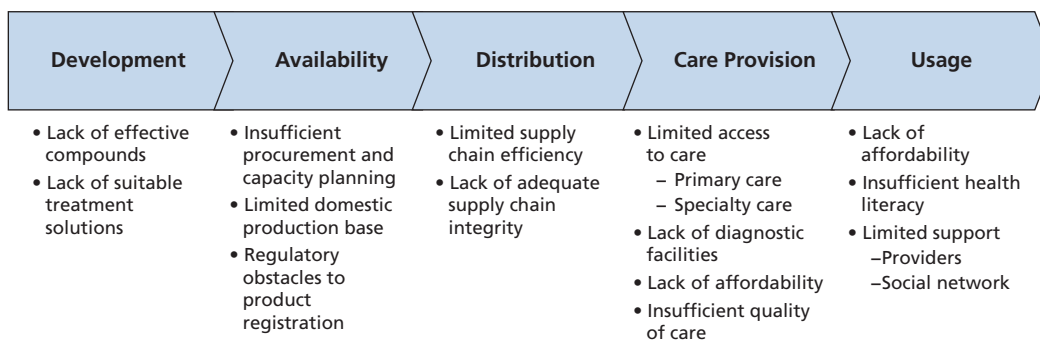 Development
Availability
Distribution
Care Provision
Usage
• Lack of effective
compounds
• Lack of suitable
treatment
solutions
• Insufficient
procurement and
capacity planning
• Limited domestic
production base
• Regulatory
obstacles to
product
registration
• Limited supply
chain efficiency
• Lack of adequate
supply chain
integrity
• Limited access
to care
– Primary care
– Specialty care
• Lack of diagnostic
facilities
• Lack of affordability
• Insufficient quality
of care
• Lack of
affordability
• Insufficient health
literacy
• Limited support
–Providers
–Social network